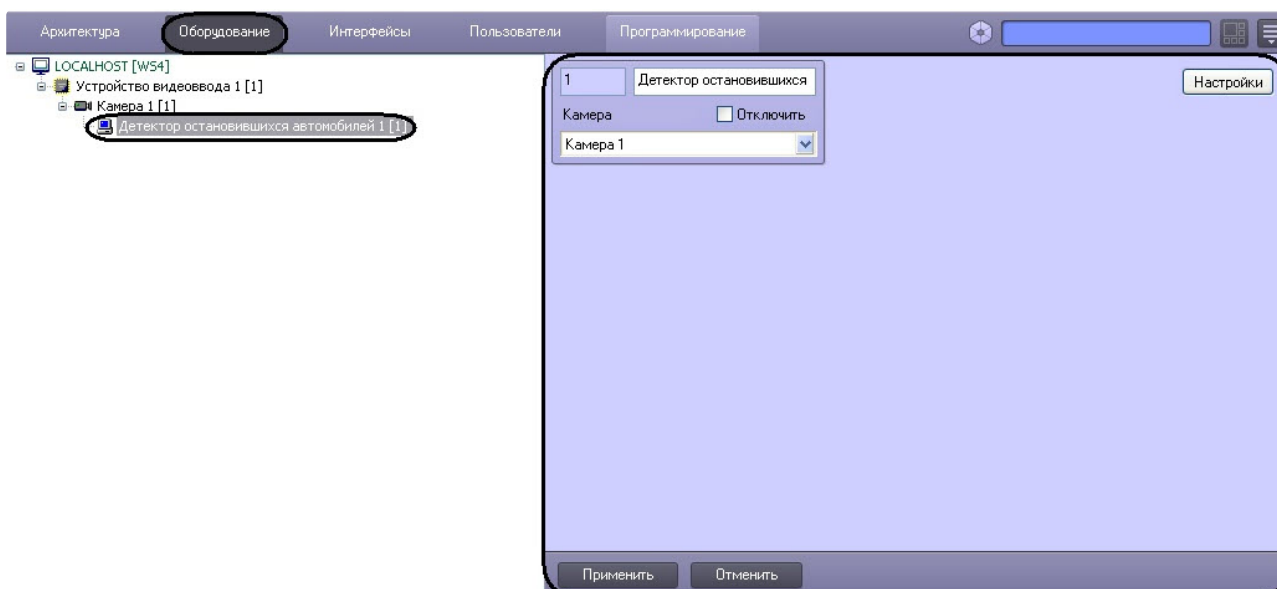 Архитектура Оборудование Интерфейсы Пользователи Программирование
LOCALHOST [WS4]
Устройство видеоввода 1 [1]
Камера 1 [1]
Детектор остановившихся автомобилей 1 [1]
1 Детектор остановившихся
Настройки
Камера Отключить
Камера 1
Применить Отменить